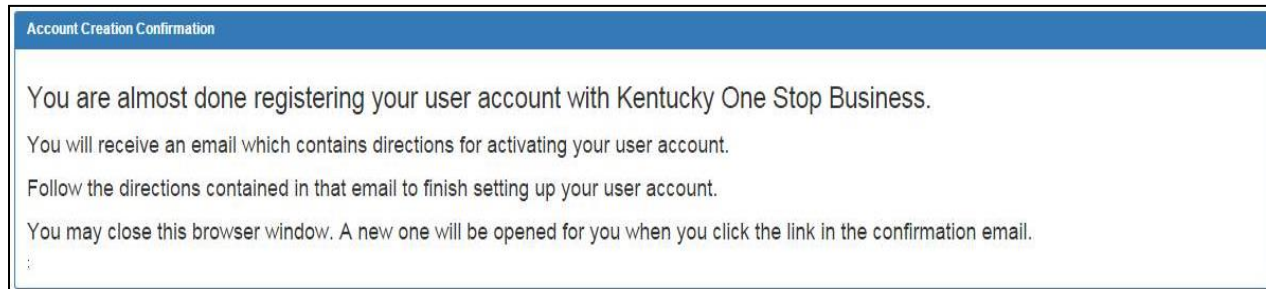 Account Creation Confirmation
You are almost done registering your user account with Kentucky One Stop Business.
You will receive an email which contains directions for activating your user account.
Follow the directions contained in that email to finish setting up your user account.
You may close this browser window. A new one will be opened for you when you click the link in the confirmation email.
: